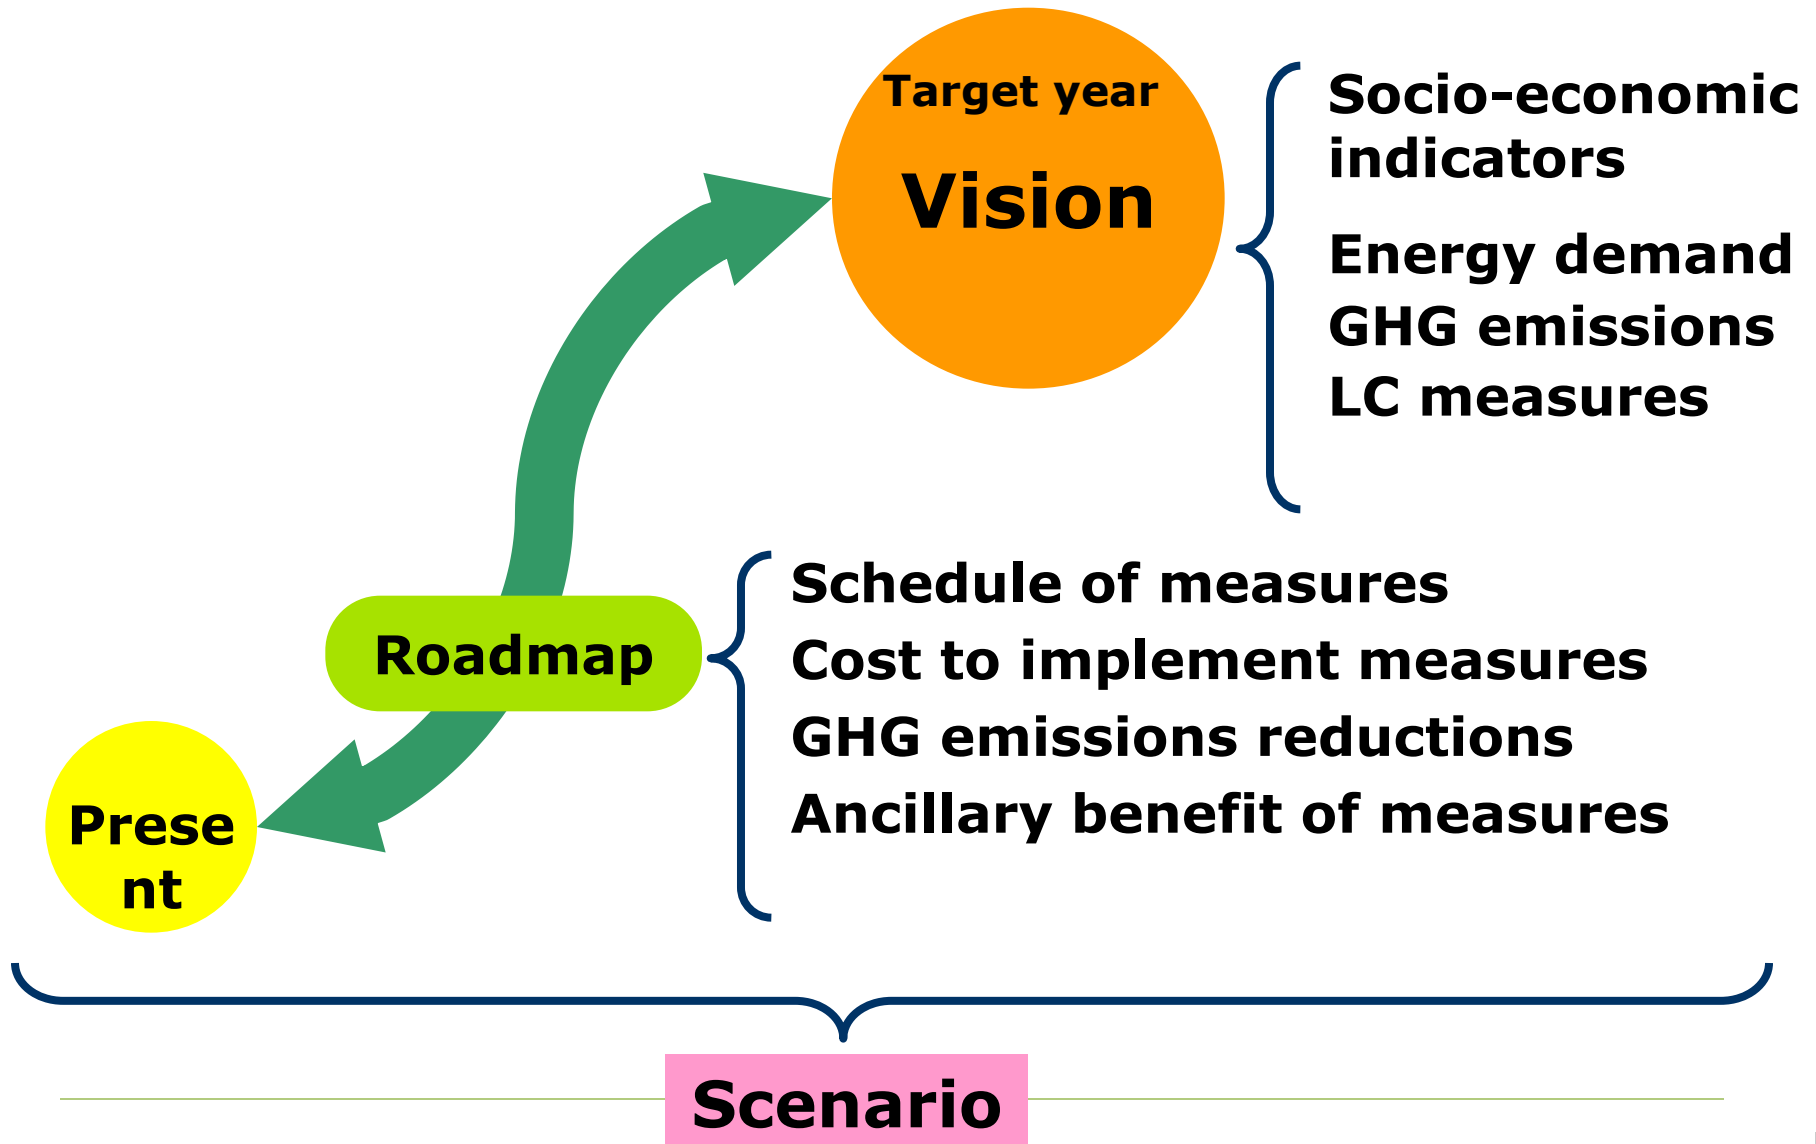 Target year
Vision
Socio-economic
indicators
Energy demand
GHG emissions
LC measures
Roadmap
Schedule of measures
Cost to implement measures
GHG emissions reductions
Ancillary benefit of measures
Prese
nt
Scenario